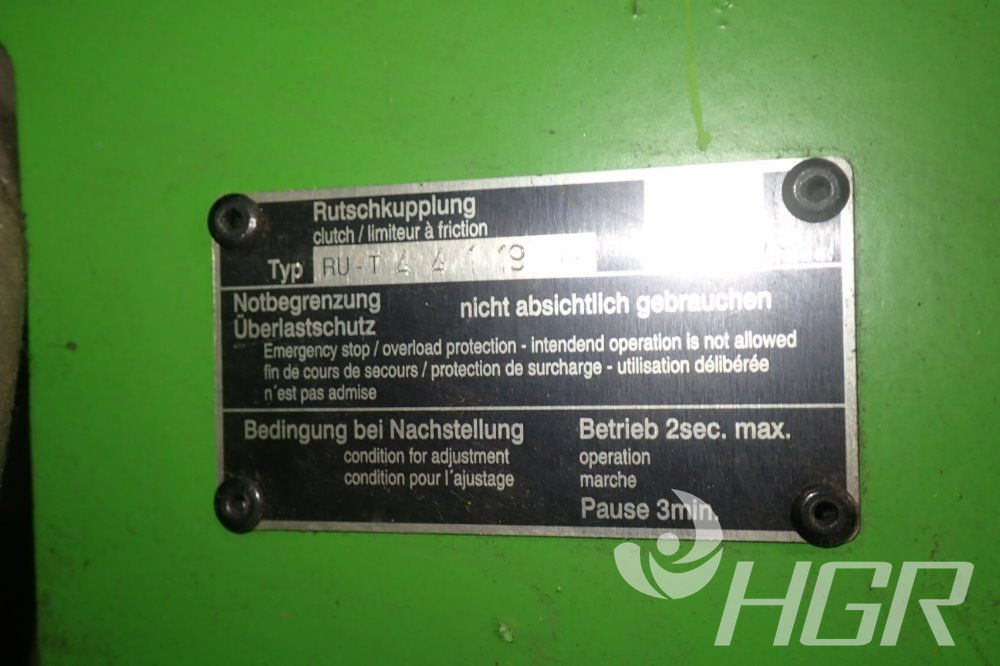 Rutschkupplung
clutch / limiteur à friction
Typ RU-T 4 4 1 19
Notbegrenzung nicht absichtlich gebrauchen
Überlastschutz
Emergency stop / overload protection - intendend operation is not allowed
fin de cours de secours / protection de surcharge - utilisation délibérée
n´est pas admise
Bedingung bei Nachstellung Betrieb 2sec. max.
condition for adjustment operation
condition pour l´ajustage marche
Pause 3min.
HGR